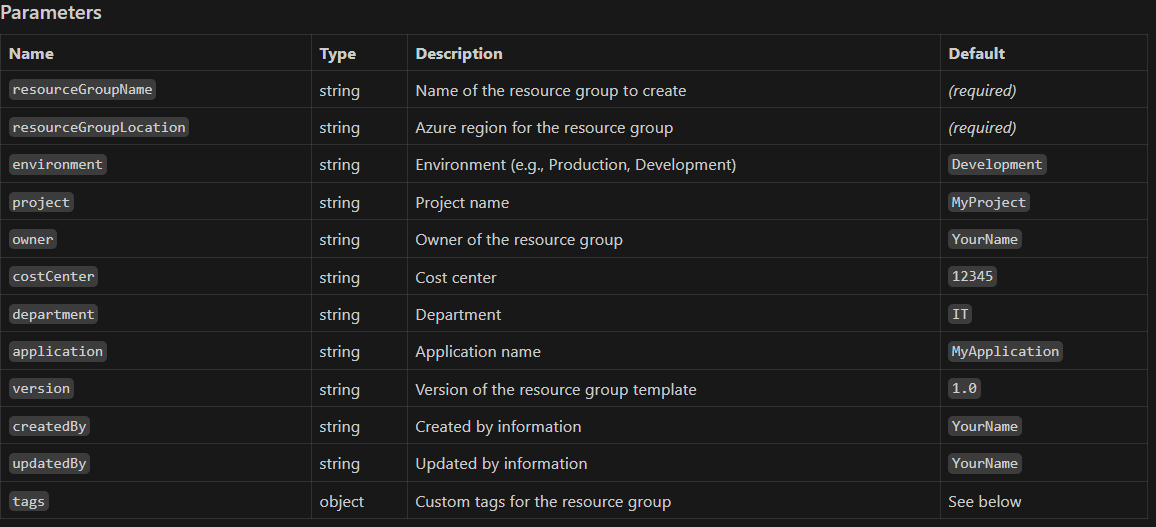 Parameters
Name Type Description Default
resourceGroupName string Name of the resource group to create (required)
resourceGroupLocation string Azure region for the resource group (required)
environment string Environment (e.g., Production, Development) Development
project string Project name MyProject
owner string Owner of the resource group YourName
costCenter string Cost center 12345
department string Department IT
application string Application name MyApplication
version string Version of the resource group template 1.0
createdBy string Created by information YourName
updatedBy string Updated by information YourName
tags object Custom tags for the resource group See below